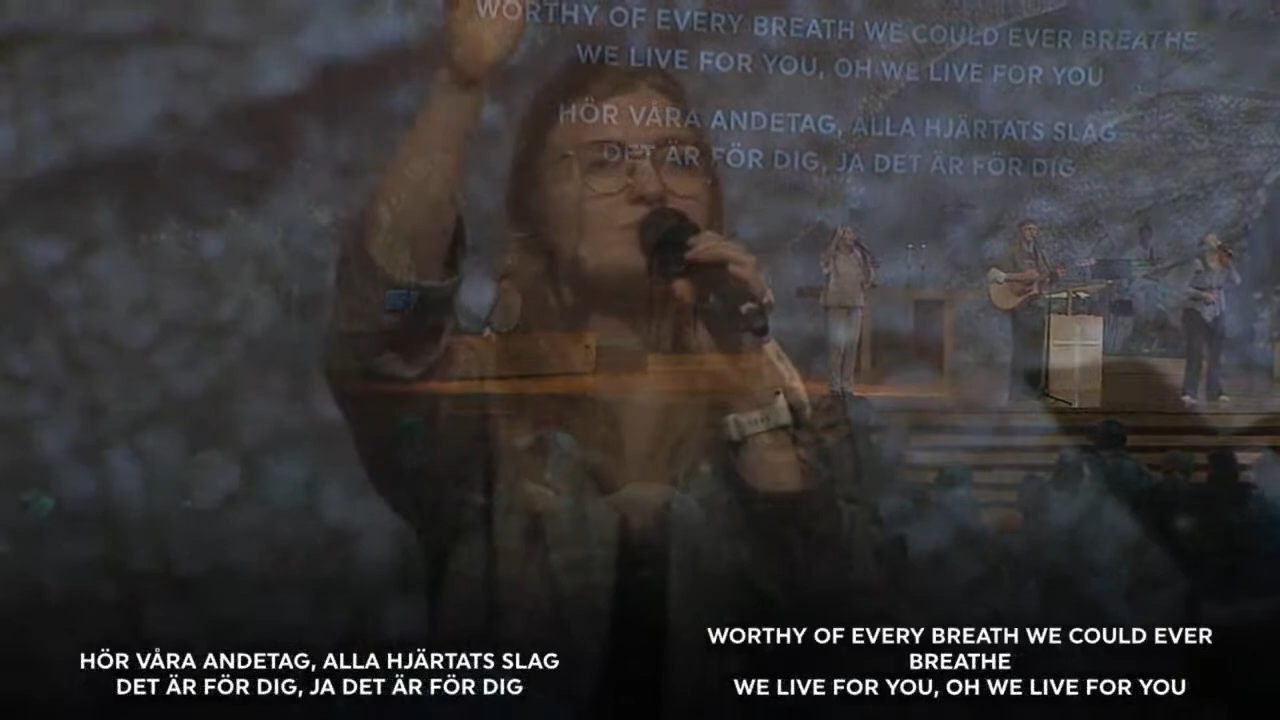 WORTHY OF EVERY BREATH WE COULD EVER BREATHE
WE LIVE FOR YOU, OH WE LIVE FOR YOU
HÖR VÅRA ANDETAG, ALLA HJÄRTATS SLAG
DET ÄR FÖR DIG, JA DET ÄR FÖR DIG
HÖR VÅRA ANDETAG, ALLA HJÄRTATS SLAG
DET ÄR FÖR DIG, JA DET ÄR FÖR DIG
WORTHY OF EVERY BREATH WE COULD EVER
BREATHE
WE LIVE FOR YOU, OH WE LIVE FOR YOU